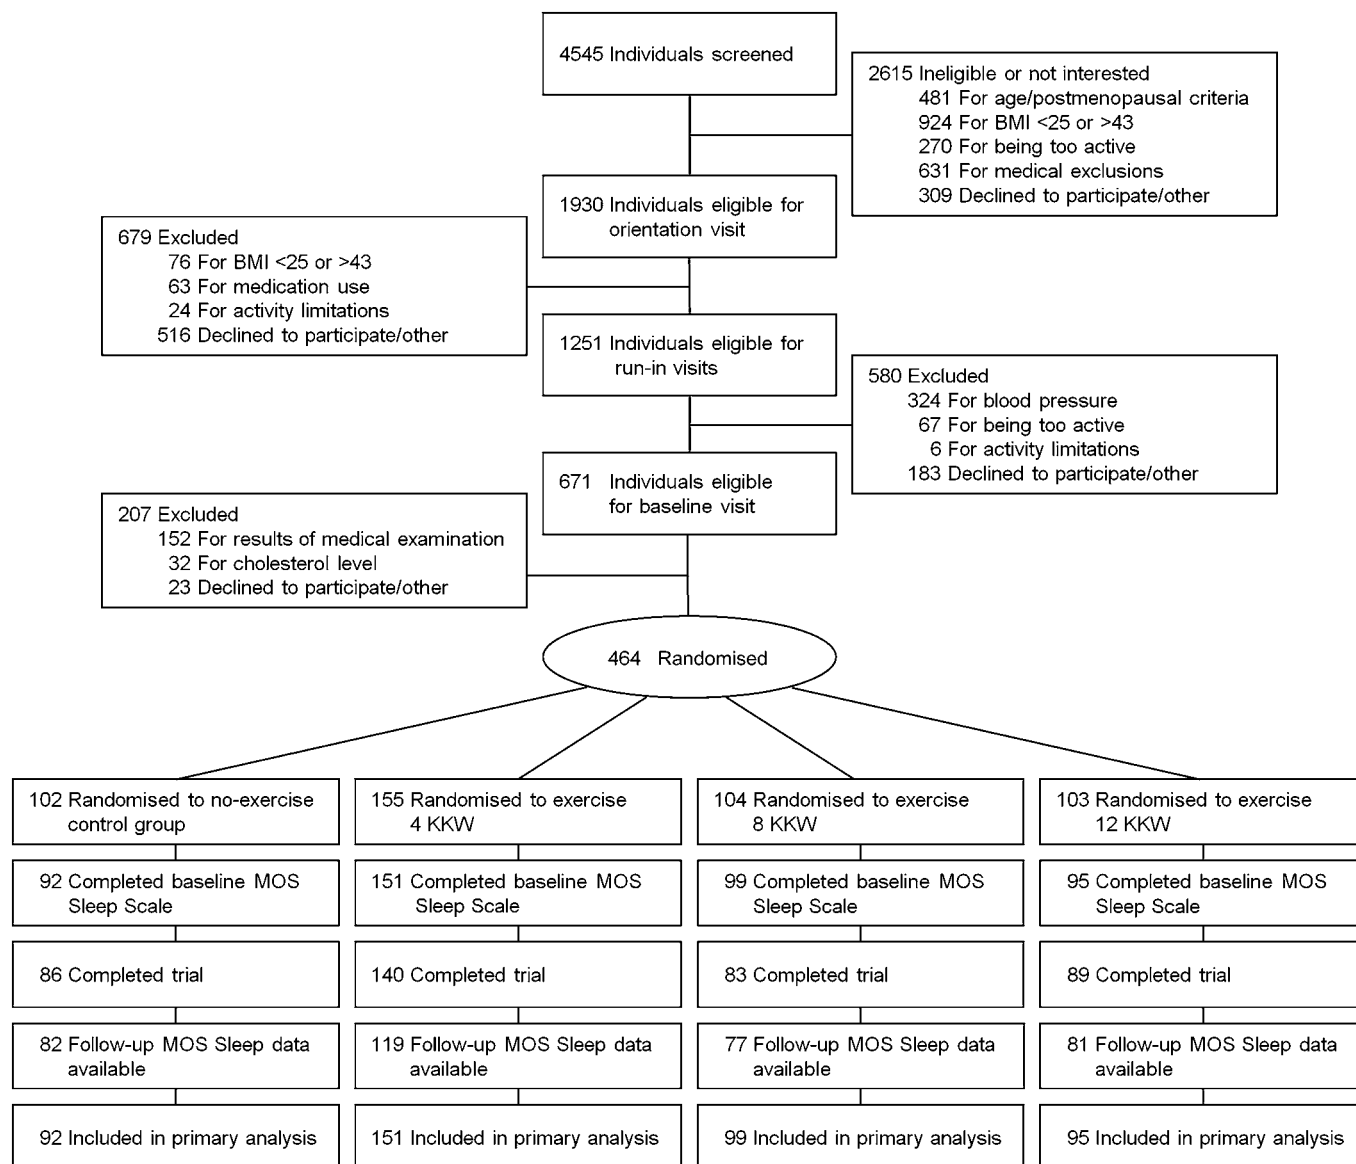 4545 Individuals screened
2615 Ineligible or not interested
481 For age/postmenopausal criteria
924 For BMI <25 or >43
270 For being too active
631 For medical exclusions
309 Declined to participate/other
1930 Individuals eligible for
orientation visit
679 Excluded
76 For BMI <25 or >43
63 For medication use
24 For activity limitations
516 Declined to participate/other
1251 Individuals eligible for
run-in visits
580 Excluded
324 For blood pressure
67 For being too active
6 For activity limitations
183 Declined to participate/other
671 Individuals eligible
for baseline visit
207 Excluded
152 For results of medical examination
32 For cholesterol level
23 Declined to participate/other
464 Randomised
102 Randomised to no-exercise
control group
155 Randomised to exercise
4 KKW
104 Randomised to exercise
8 KKW
103 Randomised to exercise
12 KKW
92 Completed baseline MOS
Sleep Scale
151 Completed baseline MOS
Sleep Scale
99 Completed baseline MOS
Sleep Scale
95 Completed baseline MOS
Sleep Scale
86 Completed trial
140 Completed trial
83 Completed trial
89 Completed trial
82 Follow-up MOS Sleep data
available
119 Follow-up MOS Sleep data
available
77 Follow-up MOS Sleep data
available
81 Follow-up MOS Sleep data
available
92 Included in primary analysis
151 Included in primary analysis
99 Included in primary analysis
95 Included in primary analysis